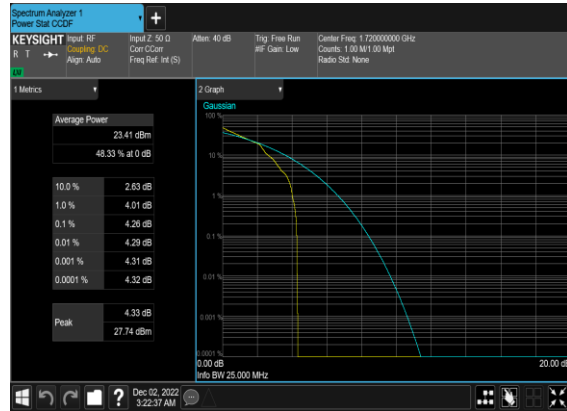 Spectrum Analyzer 1
Power Stat CCDF
KEYSIGHT
R T
LXI
Input: RF
Coupling: DC
Align: Auto
Input Z: 50 Ω
Corr CCorr
Freq Ref: Int (S)
Atten: 40 dB
Trig: Free Run
#IF Gain: Low
Center Freq: 1.720000000 GHz
Counts: 1.00 M/1.00 Mpt
Radio Std: None
1 Metrics
Average Power
23.41 dBm
48.33 % at 0 dB
10.0 % 2.63 dB
1.0 % 4.01 dB
0.1 % 4.26 dB
0.01 % 4.29 dB
0.001 % 4.31 dB
0.0001 % 4.32 dB
Peak
4.33 dB
27.74 dBm
2 Graph
Gaussian
100 %
10 %
1 %
0.1 %
0.01 %
0.001 %
0.0001 %
0.00 dB
20.00 dB
Info BW 25.000 MHz
Dec 02, 2022
3:22:37 AM